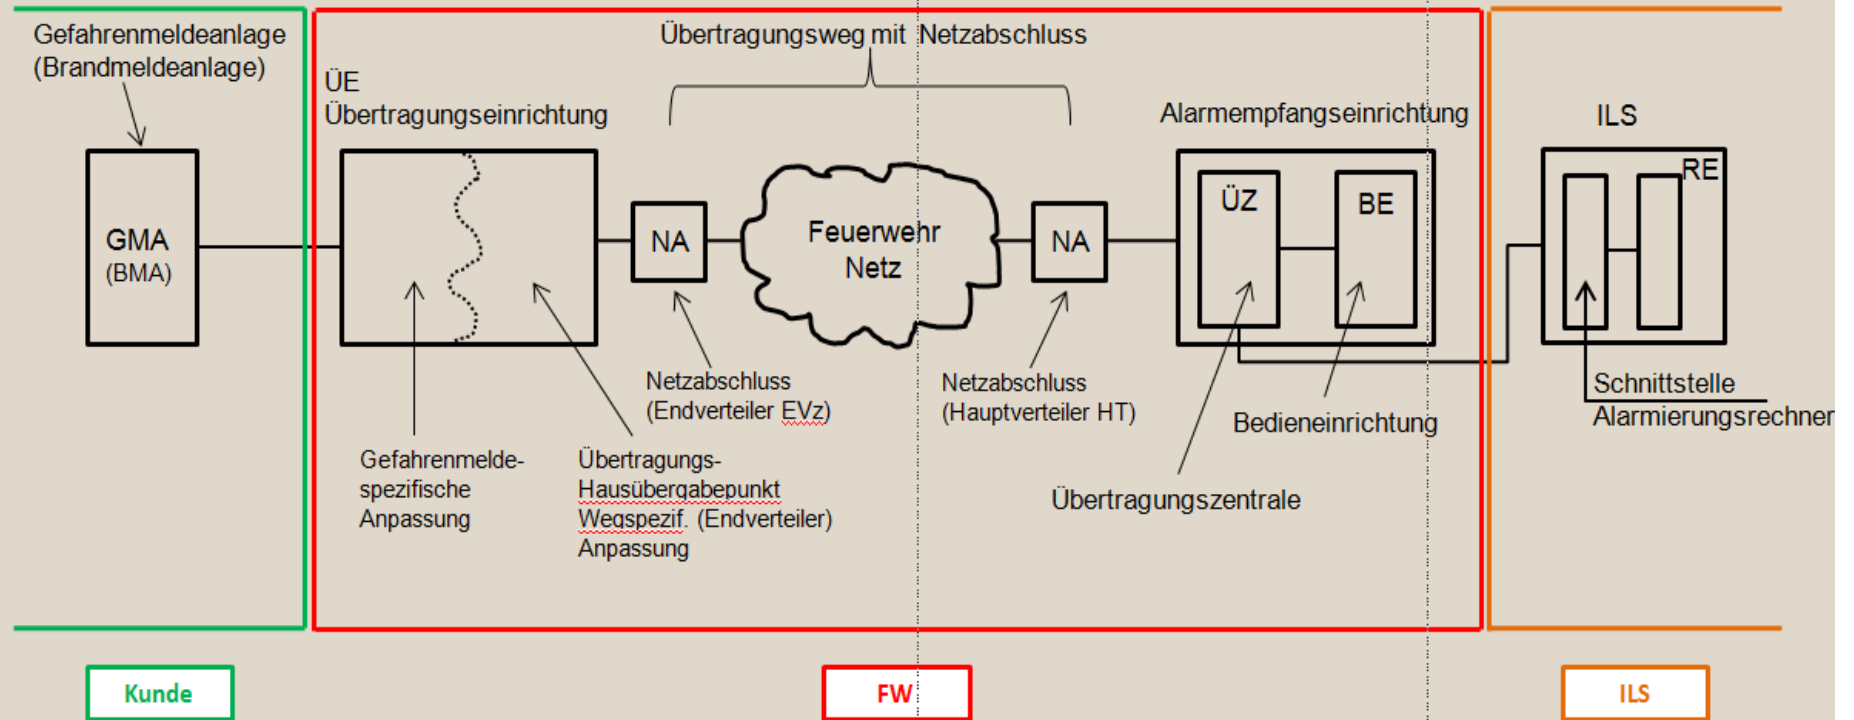 Gefahrenmeldeanlage
(Brandmeldeanlage)
ÜE
Übertragungseinrichtung
Übertragungsweg mit Netzabschluss
Alarmempfangseinrichtung
ILS
GMA
(BMA)
NA
Feuerwehr
Netz
NA
ÜZ
BE
RE
Netzabschluss
(Endverteiler EVz)
Netzabschluss
(Hauptverteiler HT)
Bedieneinrichtung
Schnittstelle
Alarmierungsrechner
Gefahrenmelde-
spezifische
Anpassung
Übertragungs-
Hausübergabepunkt
Wegspezif. (Endverteiler)
Anpassung
Übertragungszentrale
Kunde
FW
ILS